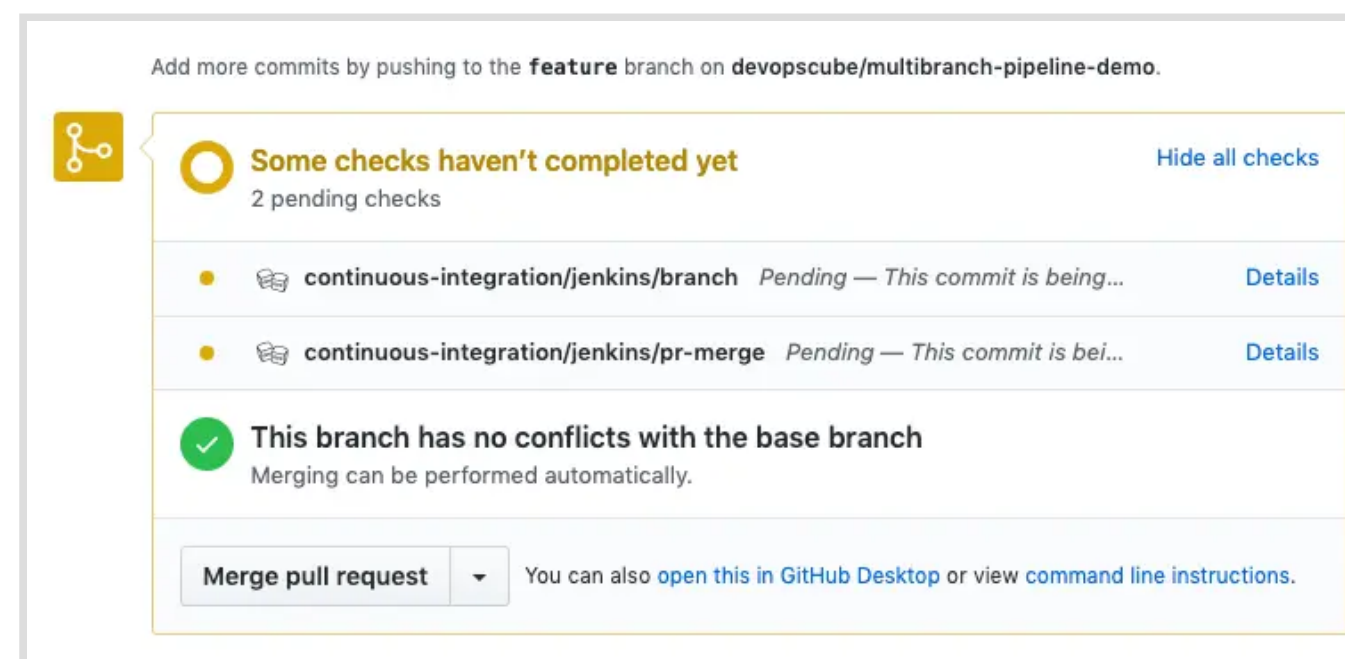 Add more commits by pushing to the feature branch on devopscube/multibranch-pipeline-demo.
Some checks haven’t completed yet
Hide all checks
2 pending checks
continuous-integration/jenkins/branch Pending — This commit is being... Details
continuous-integration/jenkins/pr-merge Pending — This commit is bei... Details
This branch has no conflicts with the base branch
Merging can be performed automatically.
Merge pull request You can also open this in GitHub Desktop or view command line instructions.